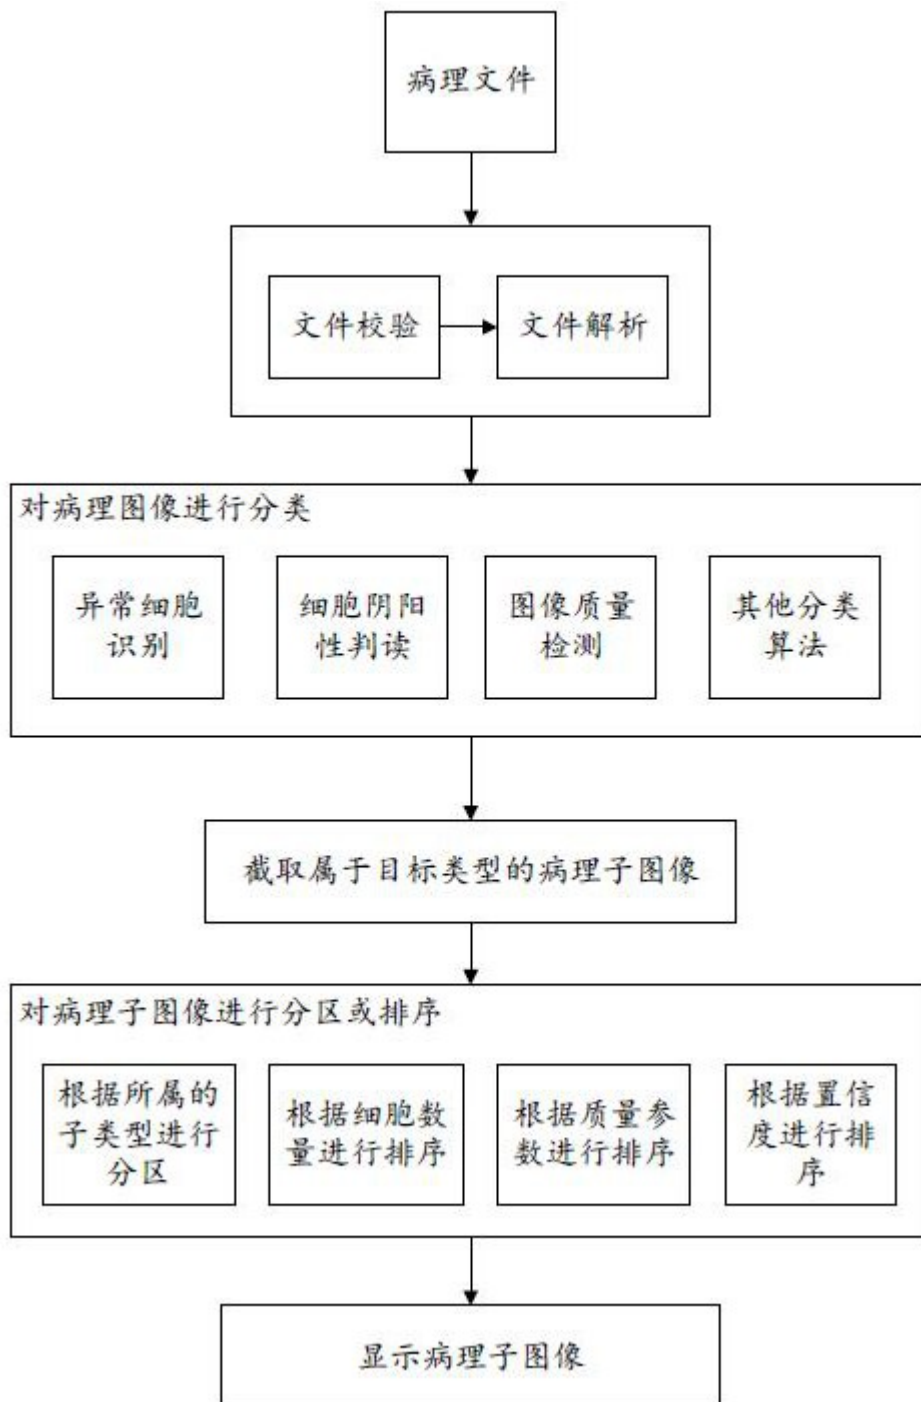 病理文件
文件校验
文件解析
对病理图像进行分类
异常细胞
识别
细胞阴阳
性判读
图像质量
检测
其他分类
算法
截取属于目标类型的病理子图像
对病理子图像进行分区或排序
根据所属的
子类型进行
分区
根据细胞数
量进行排序
根据质量参
数进行排序
根据置信
度进行排
序
显示病理子图像